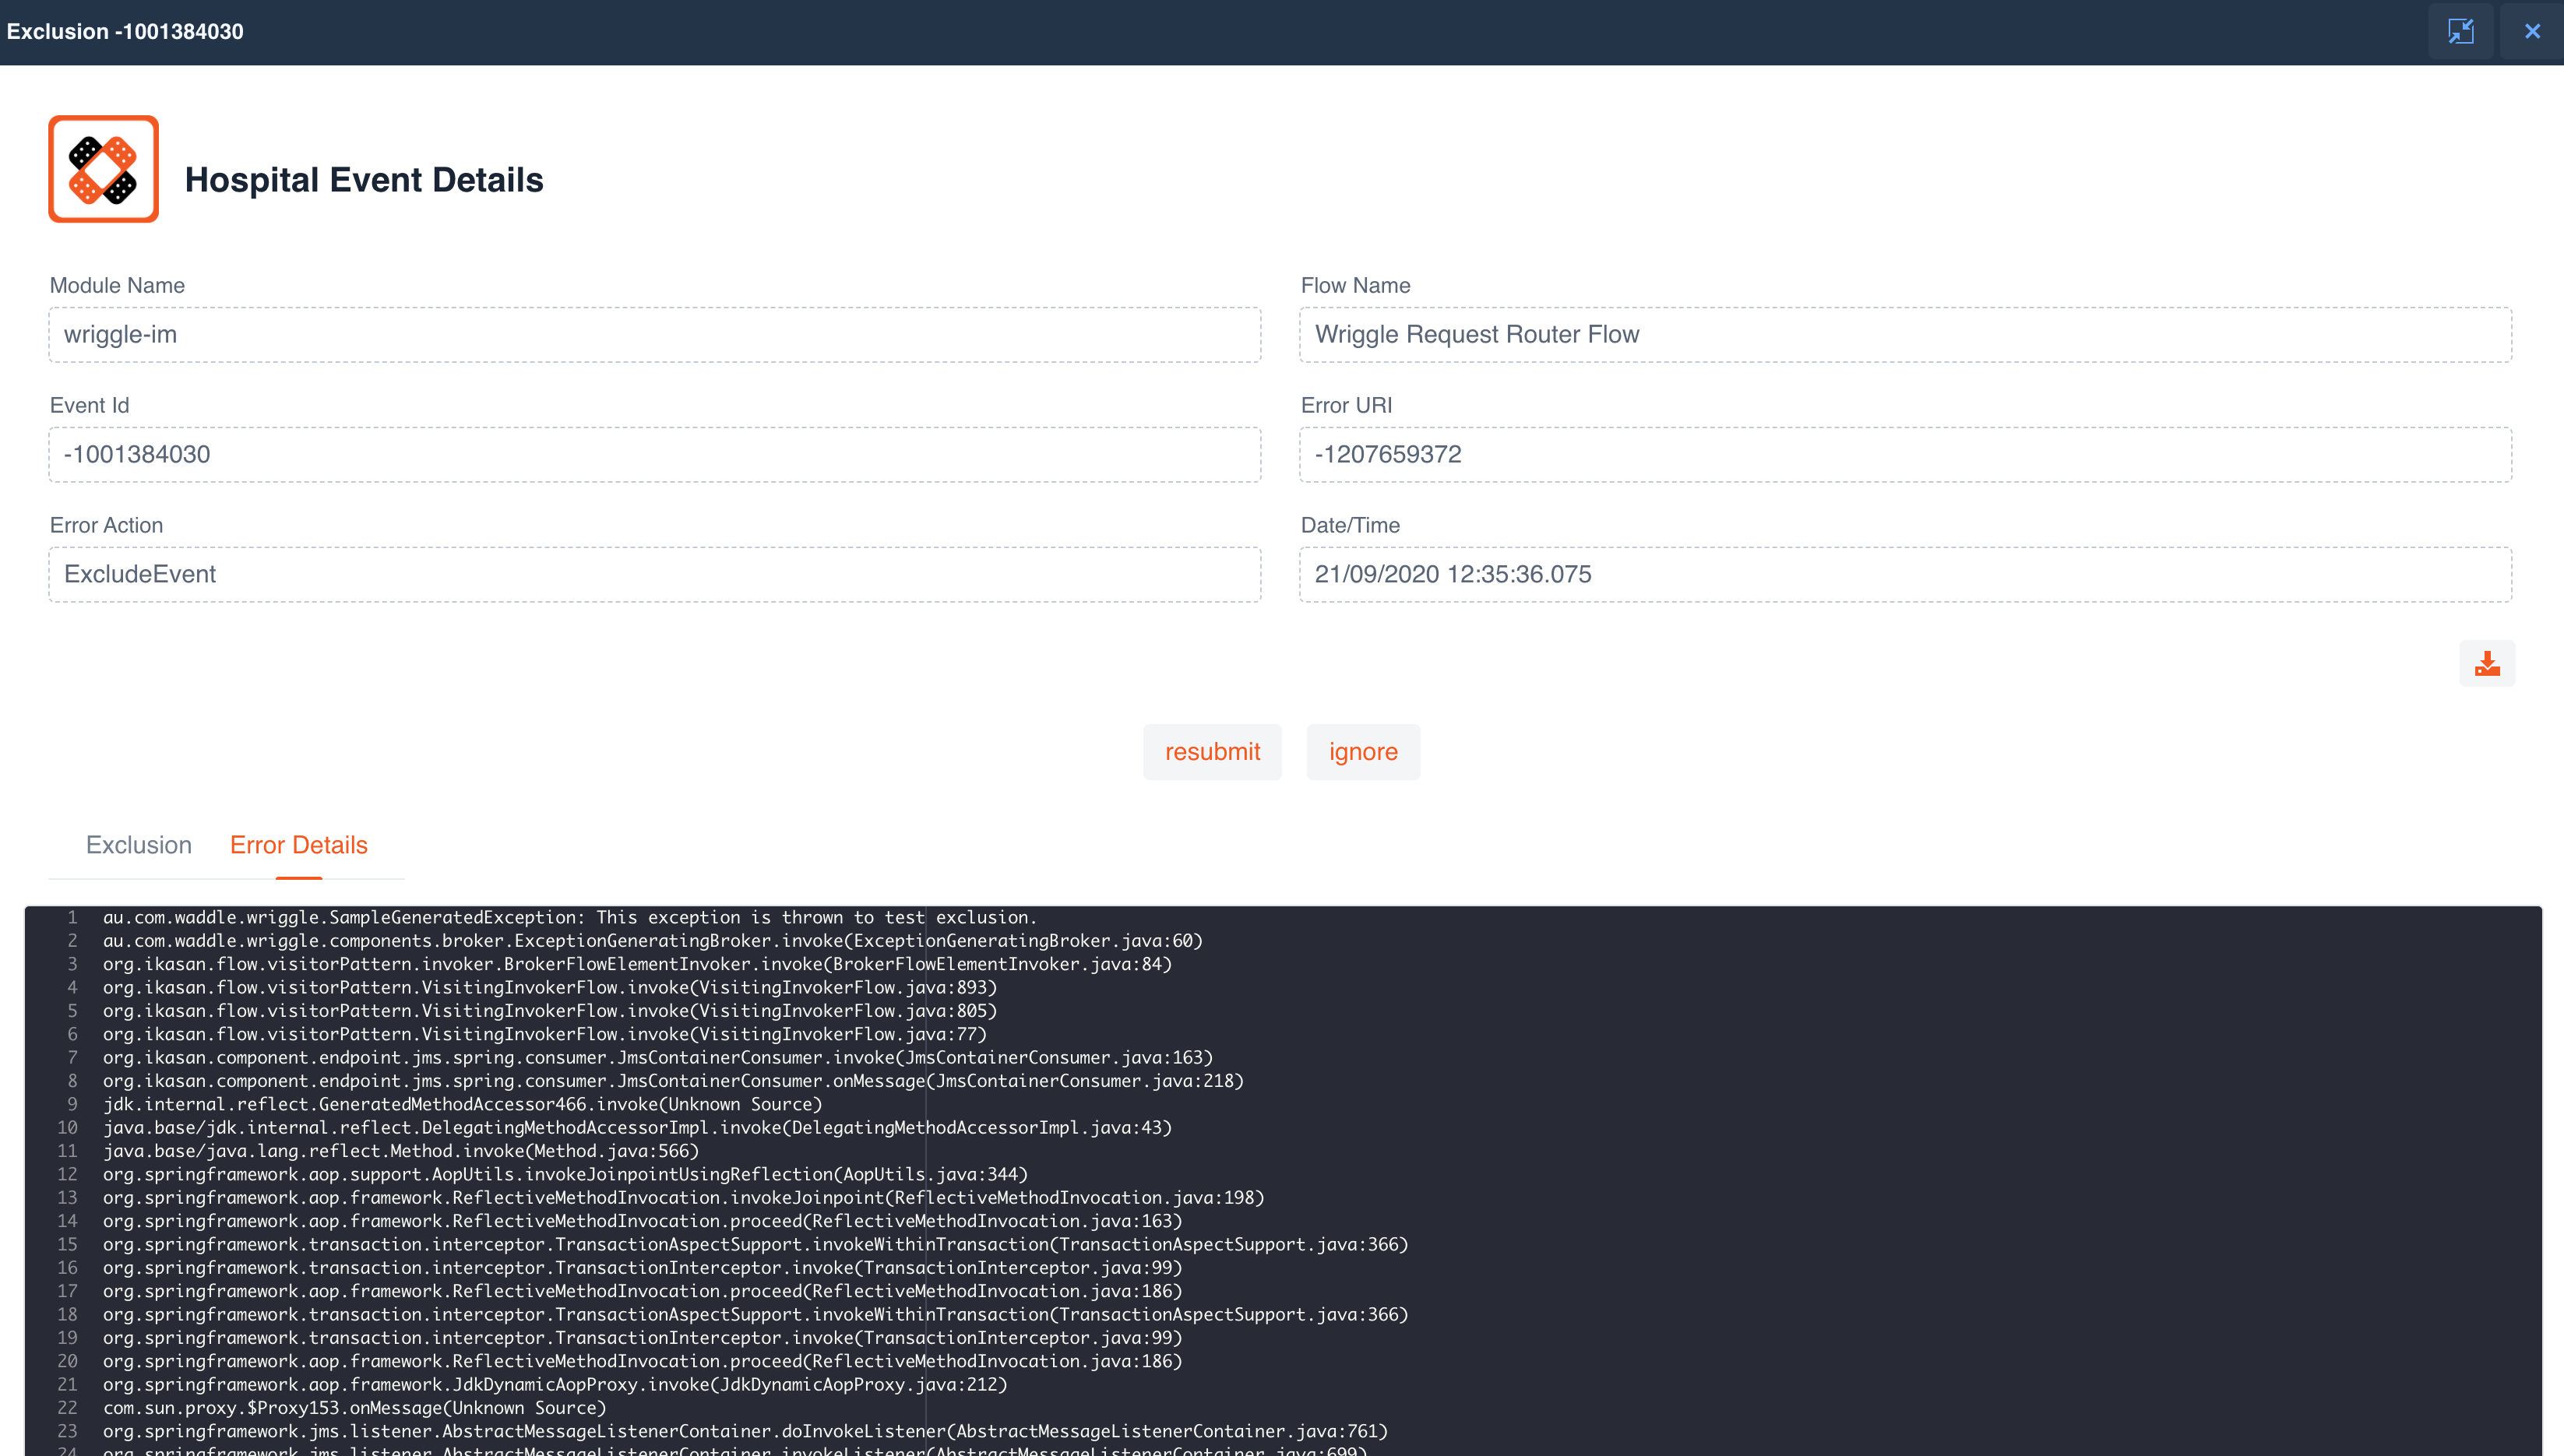 Exclusion -1001384030
Hospital Event Details
Module Name
Flow Name
wriggle-im
Wriggle Request Router Flow
Event Id
Error URI
-1001384030
-1207659372
Error Action
Date/Time
ExcludeEvent
21/09/2020 12:35:36.075
resubmit ignore
Exclusion Error Details
1 au.com.waddle.wriggle.SampleGeneratedException: This exception is thrown to test exclusion.
2 au.com.waddle.wriggle.components.broker.ExceptionGeneratingBroker.invoke(ExceptionGeneratingBroker.java:60)
3 org.ikasan.flow.visitorPattern.invoker.BrokerFlowElementInvoker.invoke(BrokerFlowElementInvoker.java:84)
4 org.ikasan.flow.visitorPattern.VisitingInvokerFlow.invoke(VisitingInvokerFlow.java:893)
5 org.ikasan.flow.visitorPattern.VisitingInvokerFlow.invoke(VisitingInvokerFlow.java:805)
6 org.ikasan.flow.visitorPattern.VisitingInvokerFlow.invoke(VisitingInvokerFlow.java:77)
7 org.ikasan.component.endpoint.jms.spring.consumer.JmsContainerConsumer.invoke(JmsContainerConsumer.java:163)
8 org.ikasan.component.endpoint.jms.spring.consumer.JmsContainerConsumer.onMessage(JmsContainerConsumer.java:218)
9 jdk.internal.reflect.GeneratedMethodAccessor466.invoke(Unknown Source)
10 java.base/jdk.internal.reflect.DelegatingMethodAccessorImpl.invoke(DelegatingMethodAccessorImpl.java:43)
11 java.base/java.lang.reflect.Method.invoke(Method.java:566)
12 org.springframework.aop.support.AopUtils.invokeJoinpointUsingReflection(AopUtils.java:344)
13 org.springframework.aop.framework.ReflectiveMethodInvocation.invokeJoinpoint(ReflectiveMethodInvocation.java:198)
14 org.springframework.aop.framework.ReflectiveMethodInvocation.proceed(ReflectiveMethodInvocation.java:163)
15 org.springframework.transaction.interceptor.TransactionAspectSupport.invokeWithinTransaction(TransactionAspectSupport.java:366)
16 org.springframework.transaction.interceptor.TransactionInterceptor.invoke(TransactionInterceptor.java:99)
17 org.springframework.aop.framework.ReflectiveMethodInvocation.proceed(ReflectiveMethodInvocation.java:186)
18 org.springframework.transaction.interceptor.TransactionAspectSupport.invokeWithinTransaction(TransactionAspectSupport.java:366)
19 org.springframework.transaction.interceptor.TransactionInterceptor.invoke(TransactionInterceptor.java:99)
20 org.springframework.aop.framework.ReflectiveMethodInvocation.proceed(ReflectiveMethodInvocation.java:186)
21 org.springframework.aop.framework.JdkDynamicAopProxy.invoke(JdkDynamicAopProxy.java:212)
22 com.sun.proxy.$Proxy153.onMessage(Unknown Source)
23 org.springframework.jms.listener.AbstractMessageListenerContainer.doInvokeListener(AbstractMessageListenerContainer.java:761)
24 org.springframework.jms.listener.AbstractMessageListenerContainer.invokeListener(AbstractMessageListenerContainer.java:699)